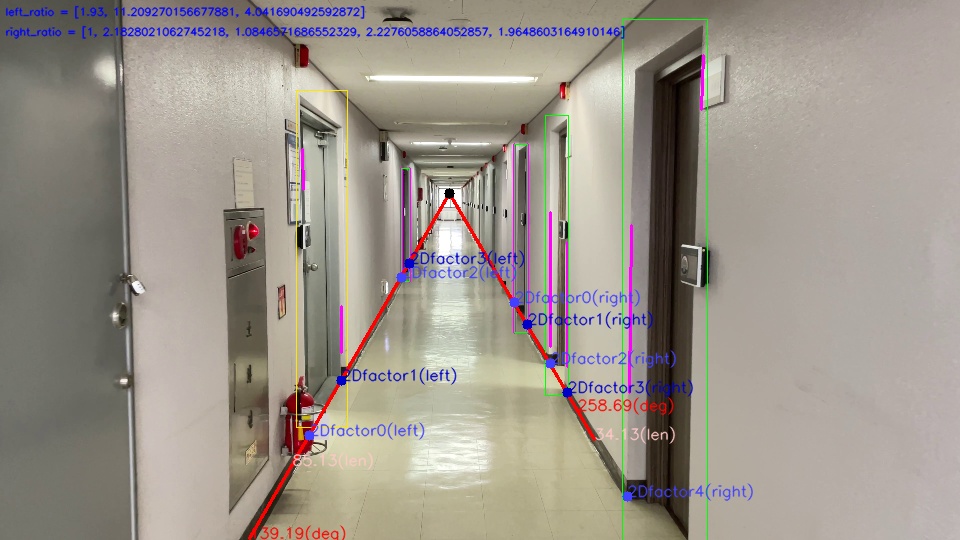 left_ratio = [1.93, 11.209270156677881, 4.041690492592872]
right_ratio = [1, 2.1828021062745218, 1.0846571686552329, 2.2276058864052857, 1.9648603164910146]
2Dfactor3(left)
2Dfactor2(left)
2Dfactor0(right)
2Dfactor1(right)
2Dfactor2(right)
2Dfactor1(left)
2Dfactor3(right)
258.69(deg)
2Dfactor0(left)
34.13(len)
85.13(len)
2Dfactor4(right)
39.19(deg)